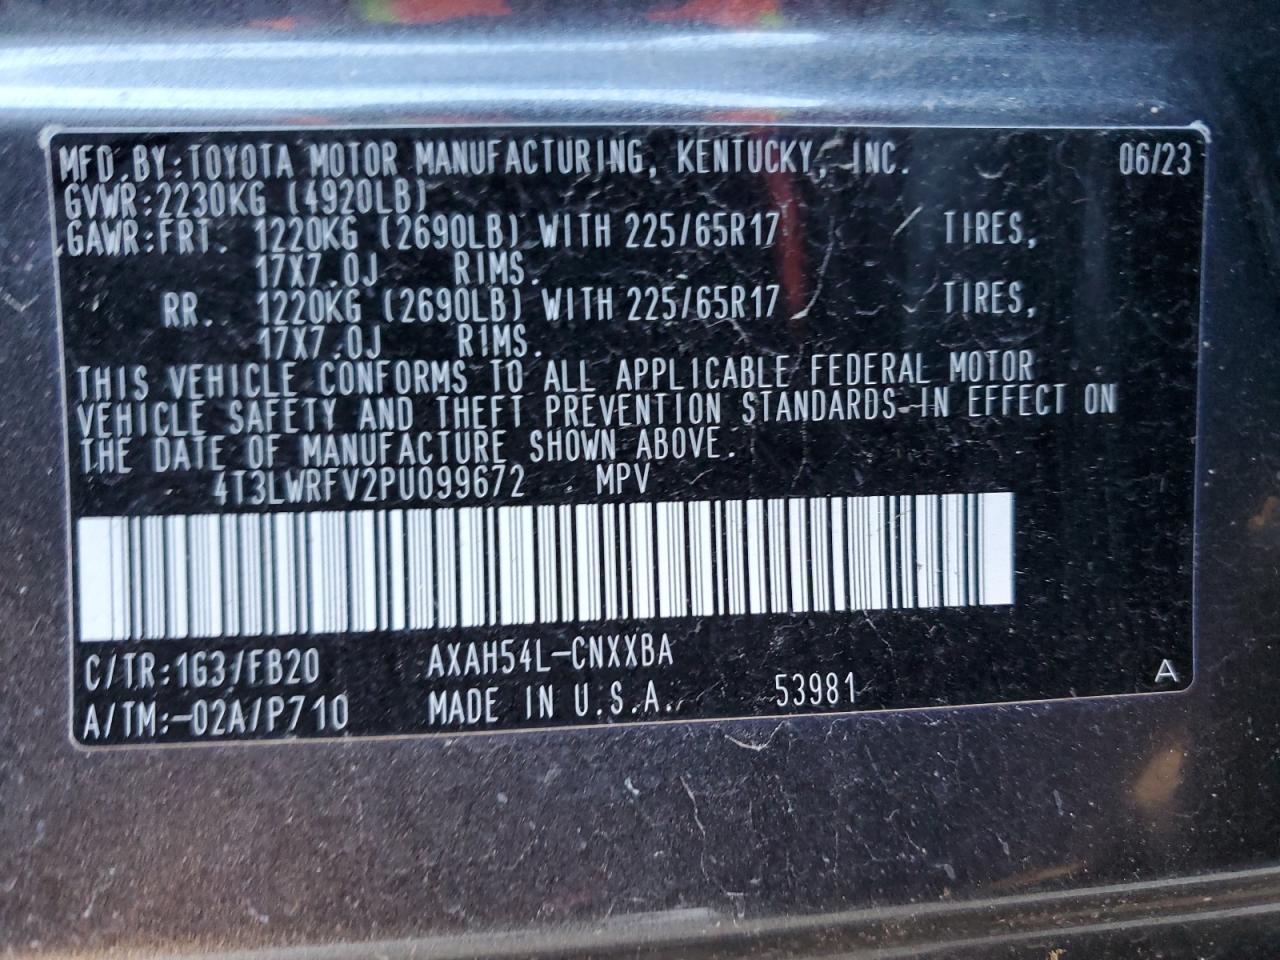 MFD.BY:TOYOTA MOTOR MANUFACTURING, KENTUCKY, INC. 06/23
GVWR:2230KG (4920LB)
GAWR:FRT. 1220KG (2690LB) WITH 225/65R17 TIRES,
17X7.0J RIMS.
RR. 1220KG (2690LB) WITH 225/65R17 TIRES,
17X7.0J RIMS.
THIS VEHICLE CONFORMS TO ALL APPLICABLE FEDERAL MOTOR
VEHICLE SAFETY AND THEFT PREVENTION STANDARDS IN EFFECT ON
THE DATE OF MANUFACTURE SHOWN ABOVE.
4T3LWRFV2PU099672 MPV
C/TR:1G3/FB20 AXAH54L-CNXXBA
A/TM:-02A/P710 MADE IN U.S.A. 53981 A